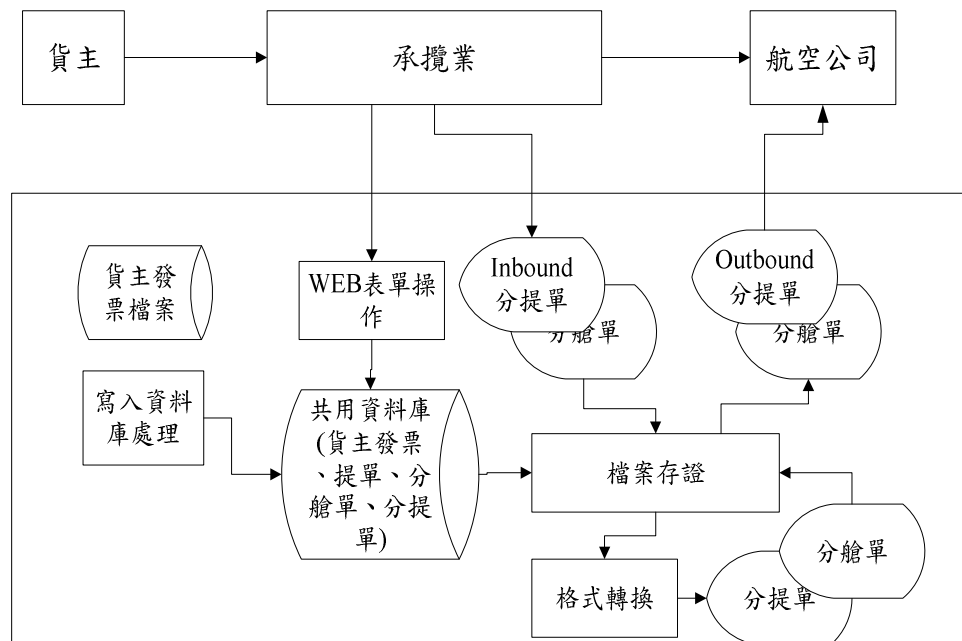 貨主
承攬業
航空公司
貨主發
票檔案
WEB表單操
作
Inbound
分提單
分艙單
Outbound
分提單
分艙單
寫入資料
庫處理
共用資料庫
(貨主發票
、提單、分
艙單、分提
單)
檔案存證
格式轉換
分提單
分艙單